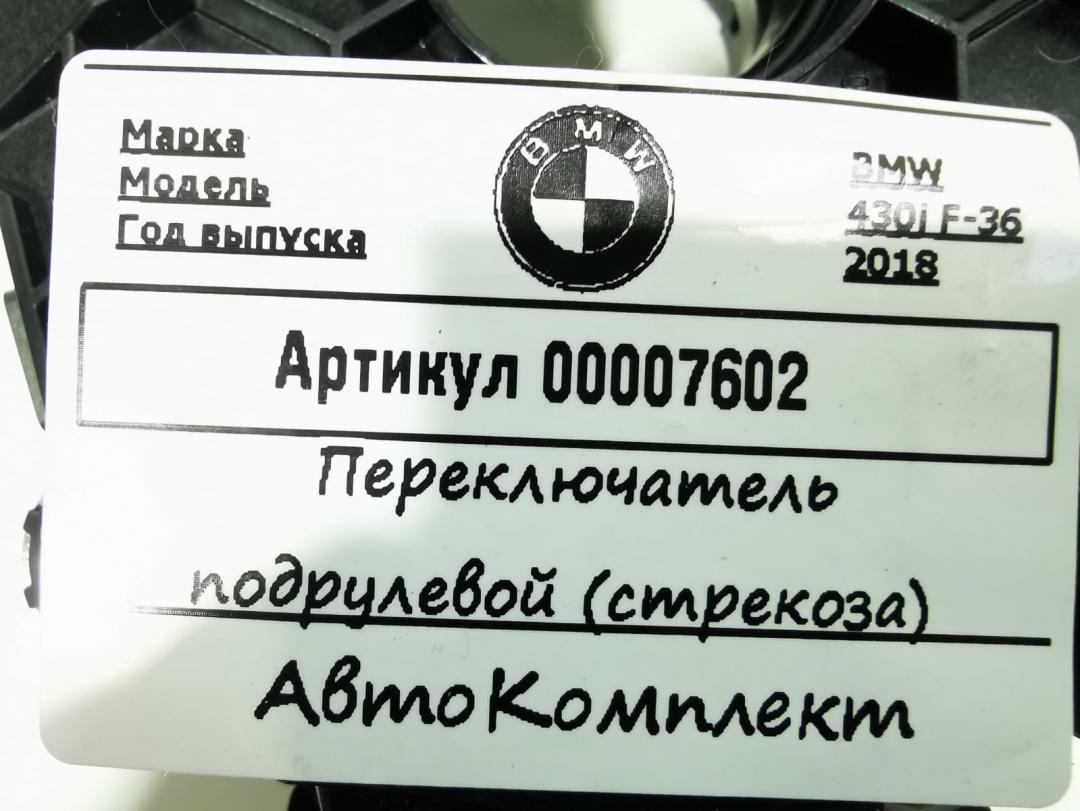 Марка BMW BMW
Модель 430i F-36
Год выпуска 2018
Артикул 00007602
Переключатель
подрулевой (стрекоза)
АвтоКомплект